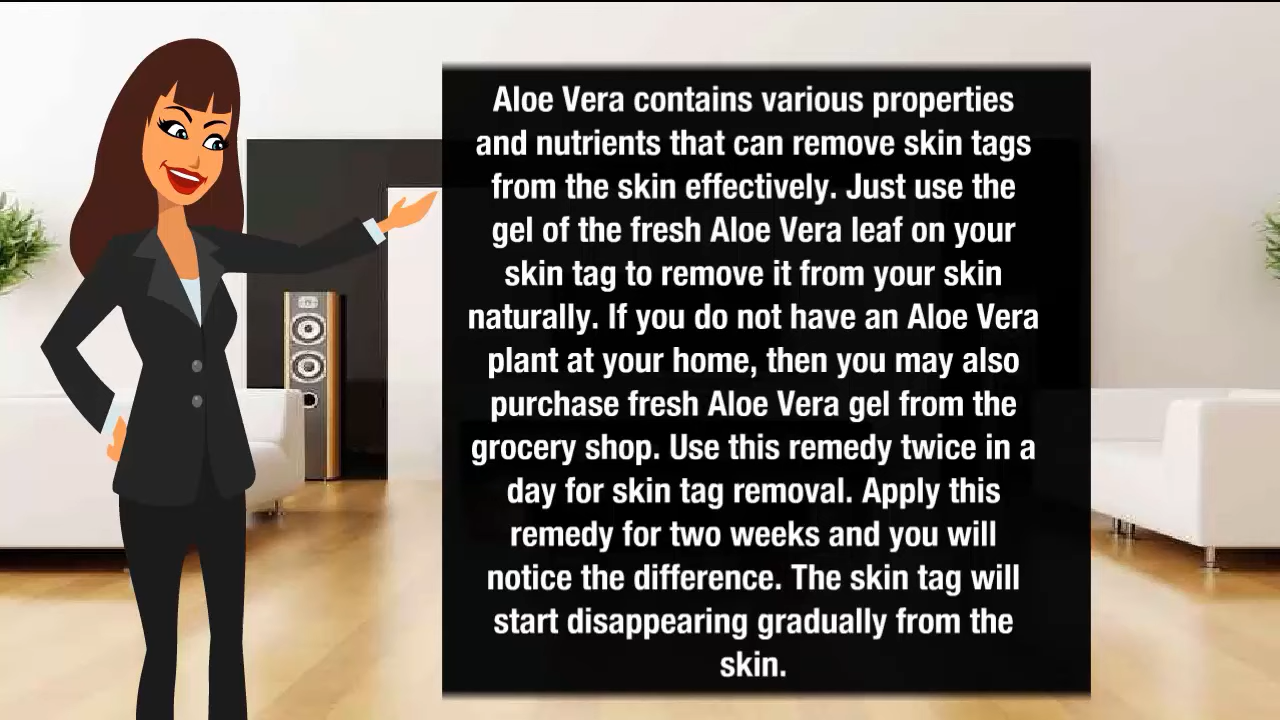 Aloe Vera contains various properties
and nutrients that can remove skin tags
from the skin effectively. Just use the
gel of the fresh Aloe Vera leaf on your
skin tag to remove it from your skin
naturally. If you do not have an Aloe Vera
plant at your home, then you may also
purchase fresh Aloe Vera gel from the
grocery shop. Use this remedy twice in a
day for skin tag removal. Apply this
remedy for two weeks and you will
notice the difference. The skin tag will
start disappearing gradually from the
skin.